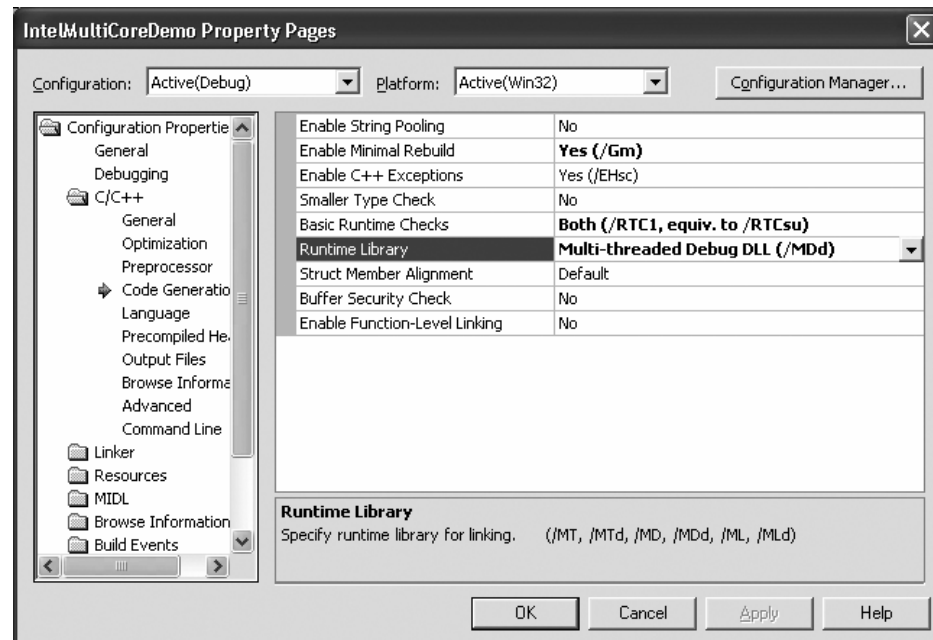 IntelMultiCoreDemo Property Pages
Configuration: Active(Debug) Platform: Active(Win32) Configuration Manager...
Configuration Propertie
General
Debugging
C/C++
General
Optimization
Preprocessor
Code Generatio
Language
Precompiled He
Output Files
Browse Informa
Advanced
Command Line
Linker
Resources
MIDL
Browse Information
Build Events
Enable String Pooling No
Enable Minimal Rebuild Yes (/Gm)
Enable C++ Exceptions Yes (/EHsc)
Smaller Type Check No
Basic Runtime Checks Both (/RTC1, equiv. to /RTCsu)
Runtime Library Multi-threaded Debug DLL (/MDd)
Struct Member Alignment Default
Buffer Security Check No
Enable Function-Level Linking No
Runtime Library
Specify runtime library for linking. (/MT, /MTd, /MD, /MDd, /ML, /MLd)
OK Cancel Apply Help